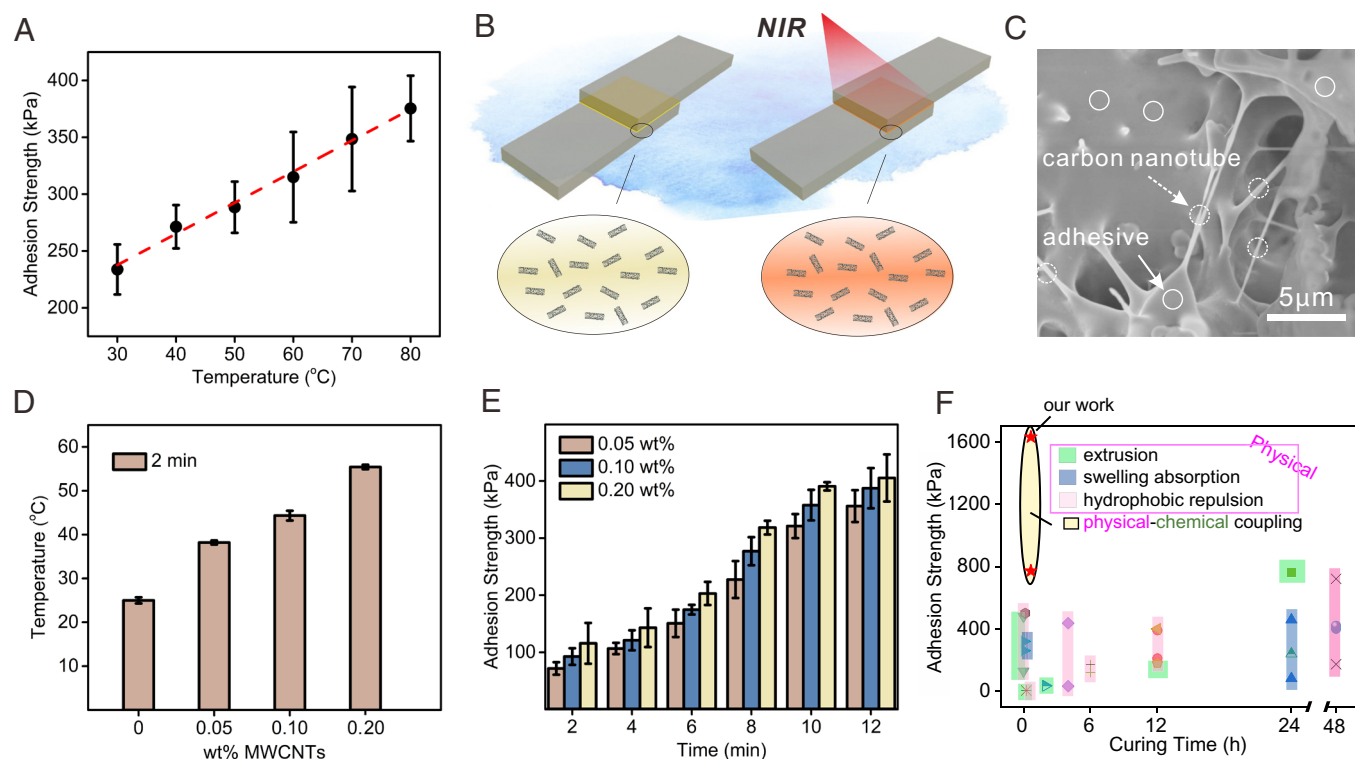 A
Adhesion Strength (kPa)
400
350
300
250
200
30 40 50 60 70 80
Temperature (°C)
B
NIR
C
carbon nanotube
adhesive
5μm
D
Temperature (°C)
60
50
40
30
20
10
2 min
0 0.05 0.10 0.20
wt% MWCNTs
E
Adhesion Strength (kPa)
400
300
200
100
0.05 wt%
0.10 wt%
0.20 wt%
2 4 6 8 10 12
Time (min)
F
our work
Adhesion Strength (kPa)
1600
1200
800
400
0
Physical
extrusion
swelling absorption
hydrophobic repulsion
physical-chemical coupling
0 6 12 24 48
Curing Time (h)